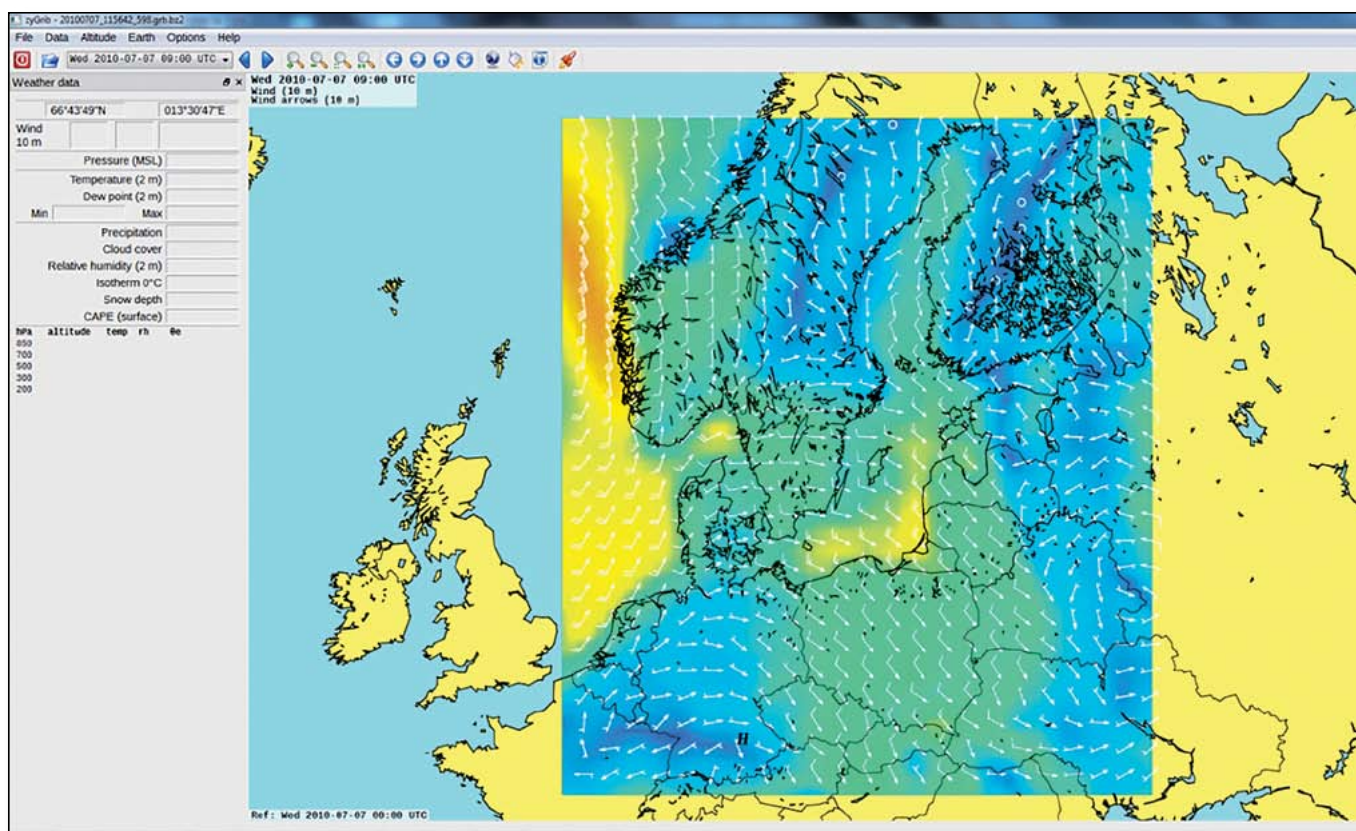 zyGrib - 20100707_115642_598.grb.bz2
File Data Altitude Earth Options Help
Wed 2010-07-07 09:00 UTC
Weather data
66°43'49"N 013°30'47"E
Wind
10 m
Pressure (MSL)
Temperature (2 m)
Dew point (2 m)
Min Max
Precipitation
Cloud cover
Relative humidity (2 m)
Isotherm 0°C
Snow depth
CAPE (surface)
hPa altitude temp rh θe
850
700
500
300
200
Wed 2010-07-07 09:00 UTC
Wind (10 m)
Wind arrows (10 m)
H
Ref: Wed 2010-07-07 00:00 UTC